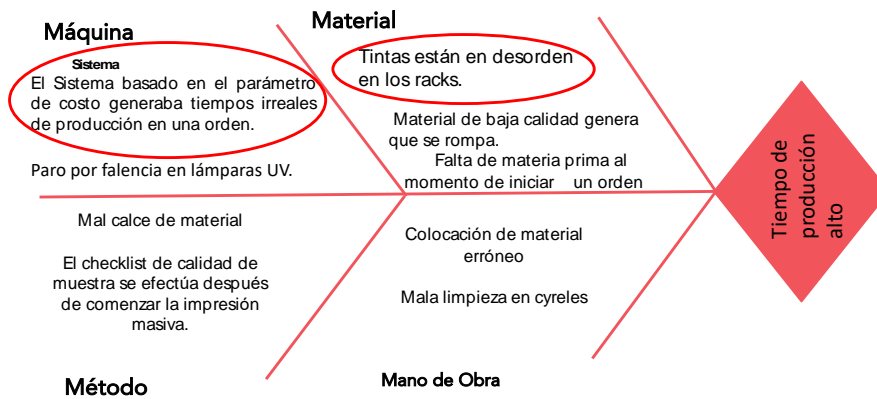 Máquina
Sistema
El Sistema basado en el parámetro
de costo generaba tiempos irreales
de producción en una orden.
Paro por falencia en lámparas UV.
Material
Tintas están en desorden
en los racks.
Material de baja calidad genera
que se rompa.
Falta de materia prima al
momento de iniciar un orden
Mal calce de material
El checklist de calidad de
muestra se efectúa después
de comenzar la impresión
masiva.
Método
Colocación de material
erróneo
Mala limpieza en cyreles
Mano de Obra
Tiempo de
producción
alto